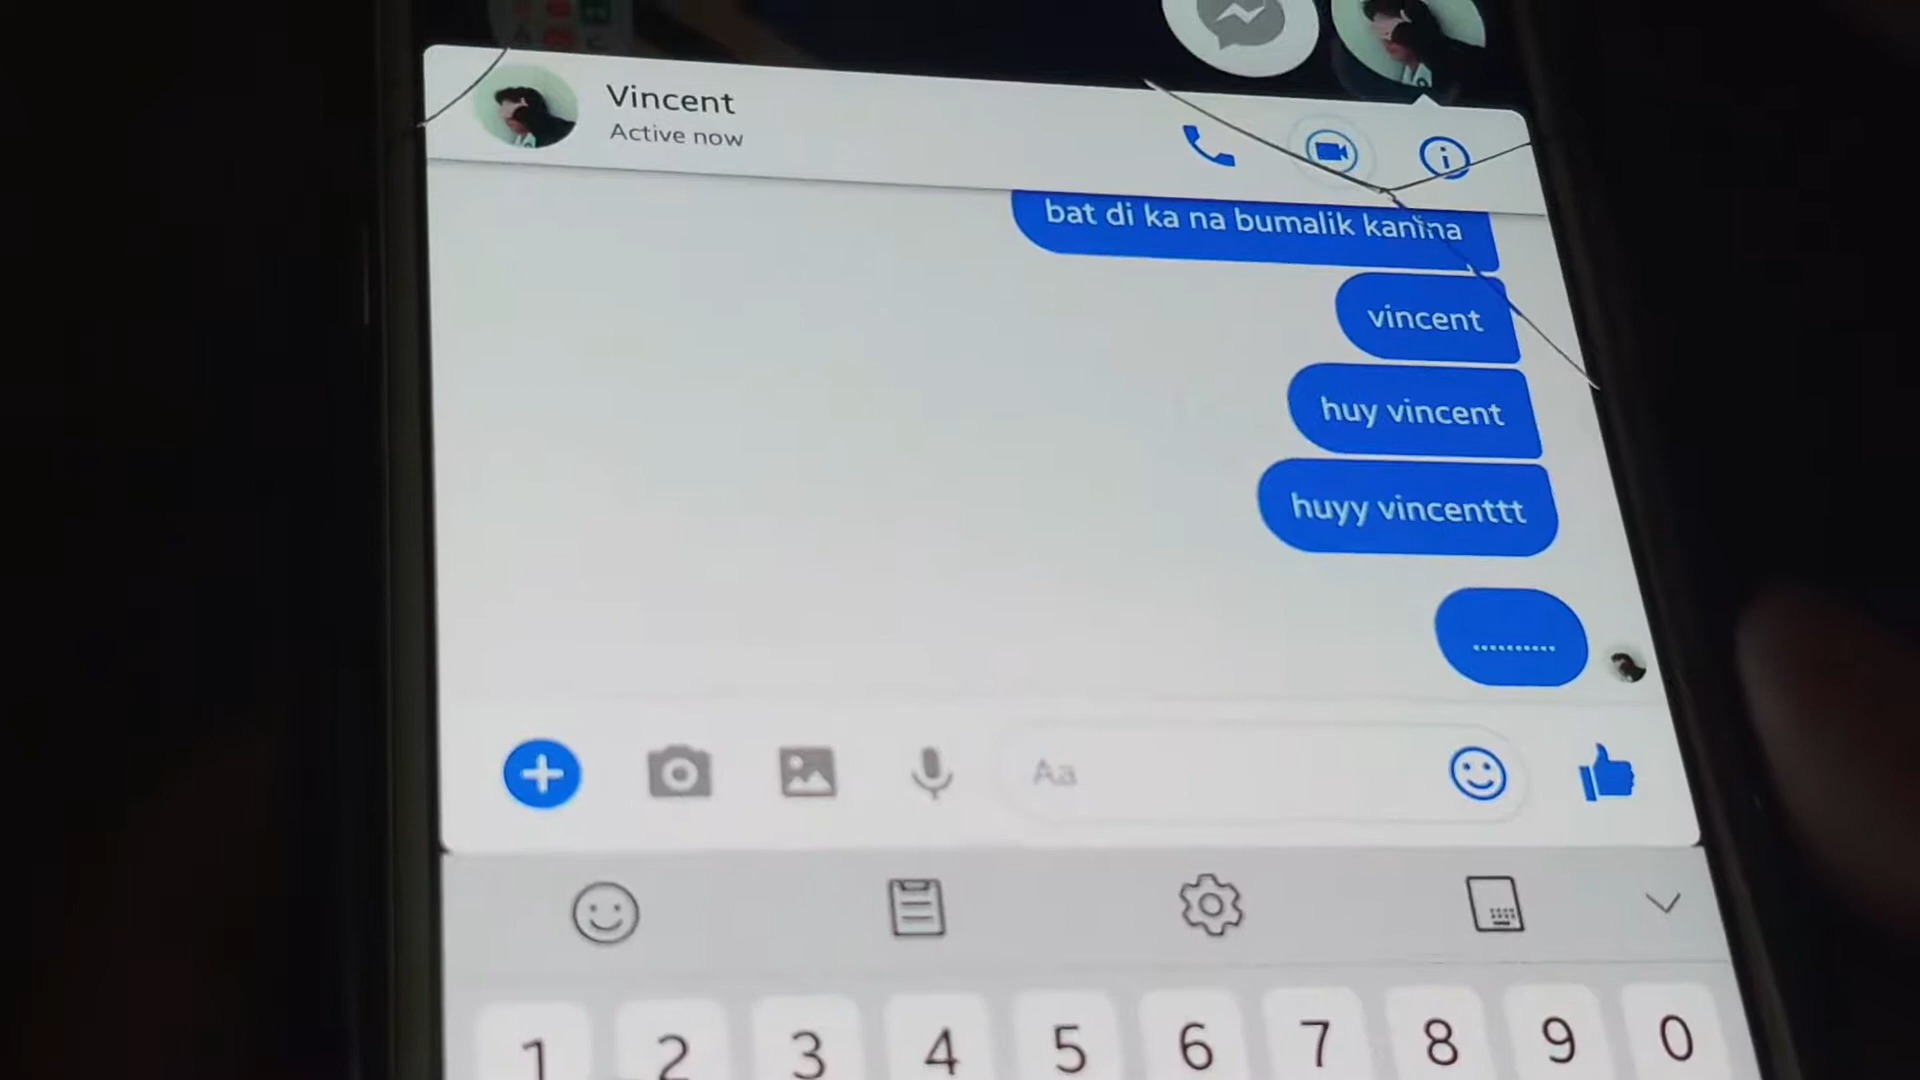 Vincent
Active now
bat di ka na bumalik kanina
vincent
huy vincent
huyy vincenttt
..........
Aa
1 2 3 4 5 6 7 8 9 0